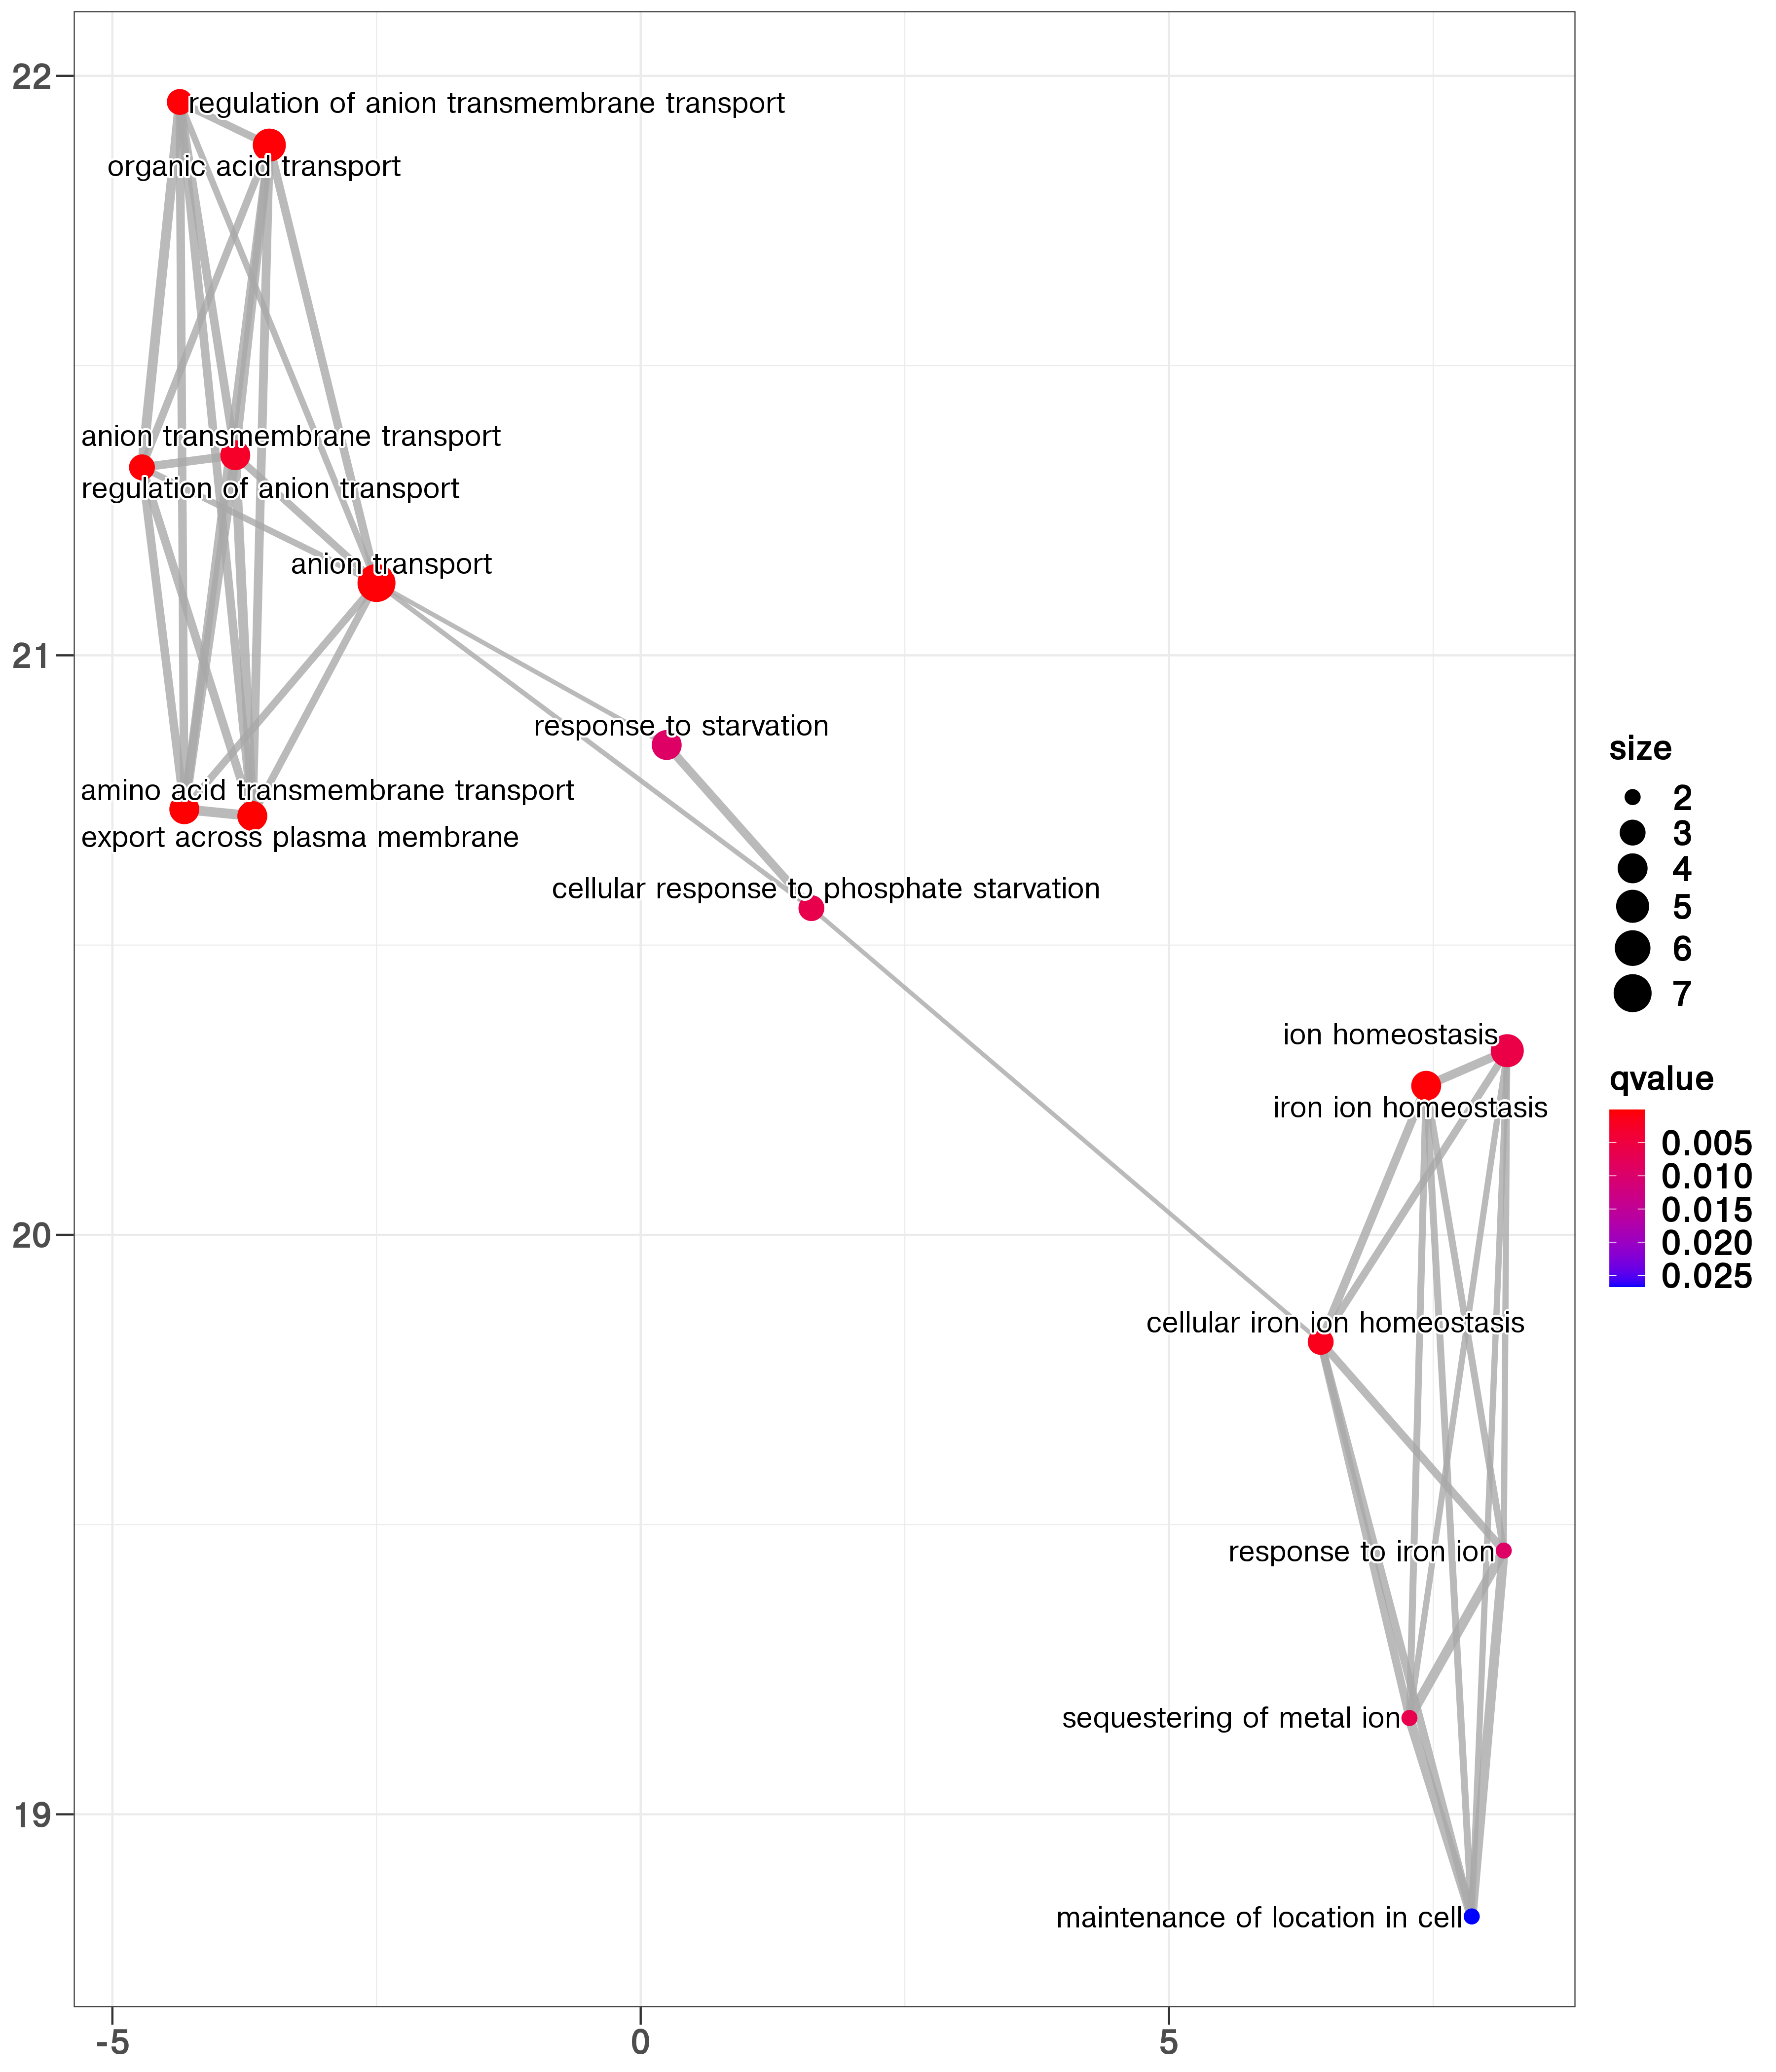 22
regulation of anion transmembrane transport
organic acid transport
anion transmembrane transport
regulation of anion transport
anion transport
21
response to starvation
amino acid transmembrane transport
export across plasma membrane
cellular response to phosphate starvation
ion homeostasis
iron ion homeostasis
20
cellular iron ion homeostasis
response to iron ion
sequestering of metal ion
19
maintenance of location in cell
-5 0 5
size
2
3
4
5
6
7
qvalue
0.005
0.010
0.015
0.020
0.025